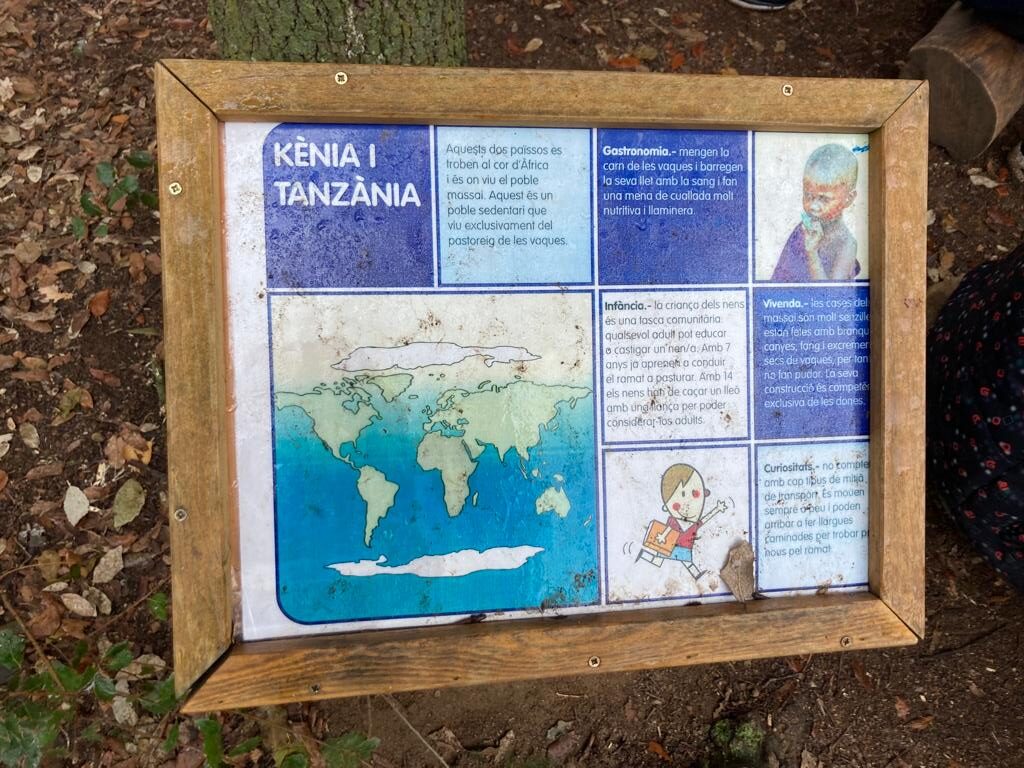 KÈNIA I
TANZÀNIA
Aquests dos països es
troben al cor d'Àfrica
i és on viu el poble
massai. Aquest és un
poble sedentari que
viu exclusivament del
pastoreig de les vaques.
Gastronomia.- mengen la
carn de les vaques i barregen
la seva llet amb la sang i fan
una mena de cuallada molt
nutritiva i llaminera.
Infància.- la criança dels nens
és una tasca comunitària:
qualsevol adult pot educar
o castigar un nen/a. Amb 7
anys ja aprenen a conduir
el ramat a pasturar. Amb 14
els nens han de caçar un lleó
amb una llança per poder
considerar-los adults.
Vivenda.- les cases del
massai són molt senzille
estan fetes amb branqu
canyes, fang i excremen
secs de vaques, per tan
no fan pudor. La seva
construcció és competèn
exclusiva de les dones.
Curiositats.- no compte
amb cap tipus de mitjà
de transport. Es mouen
sempre a peu i poden
arribar a fer llargues
caminades per trobar
nous pel ramat.